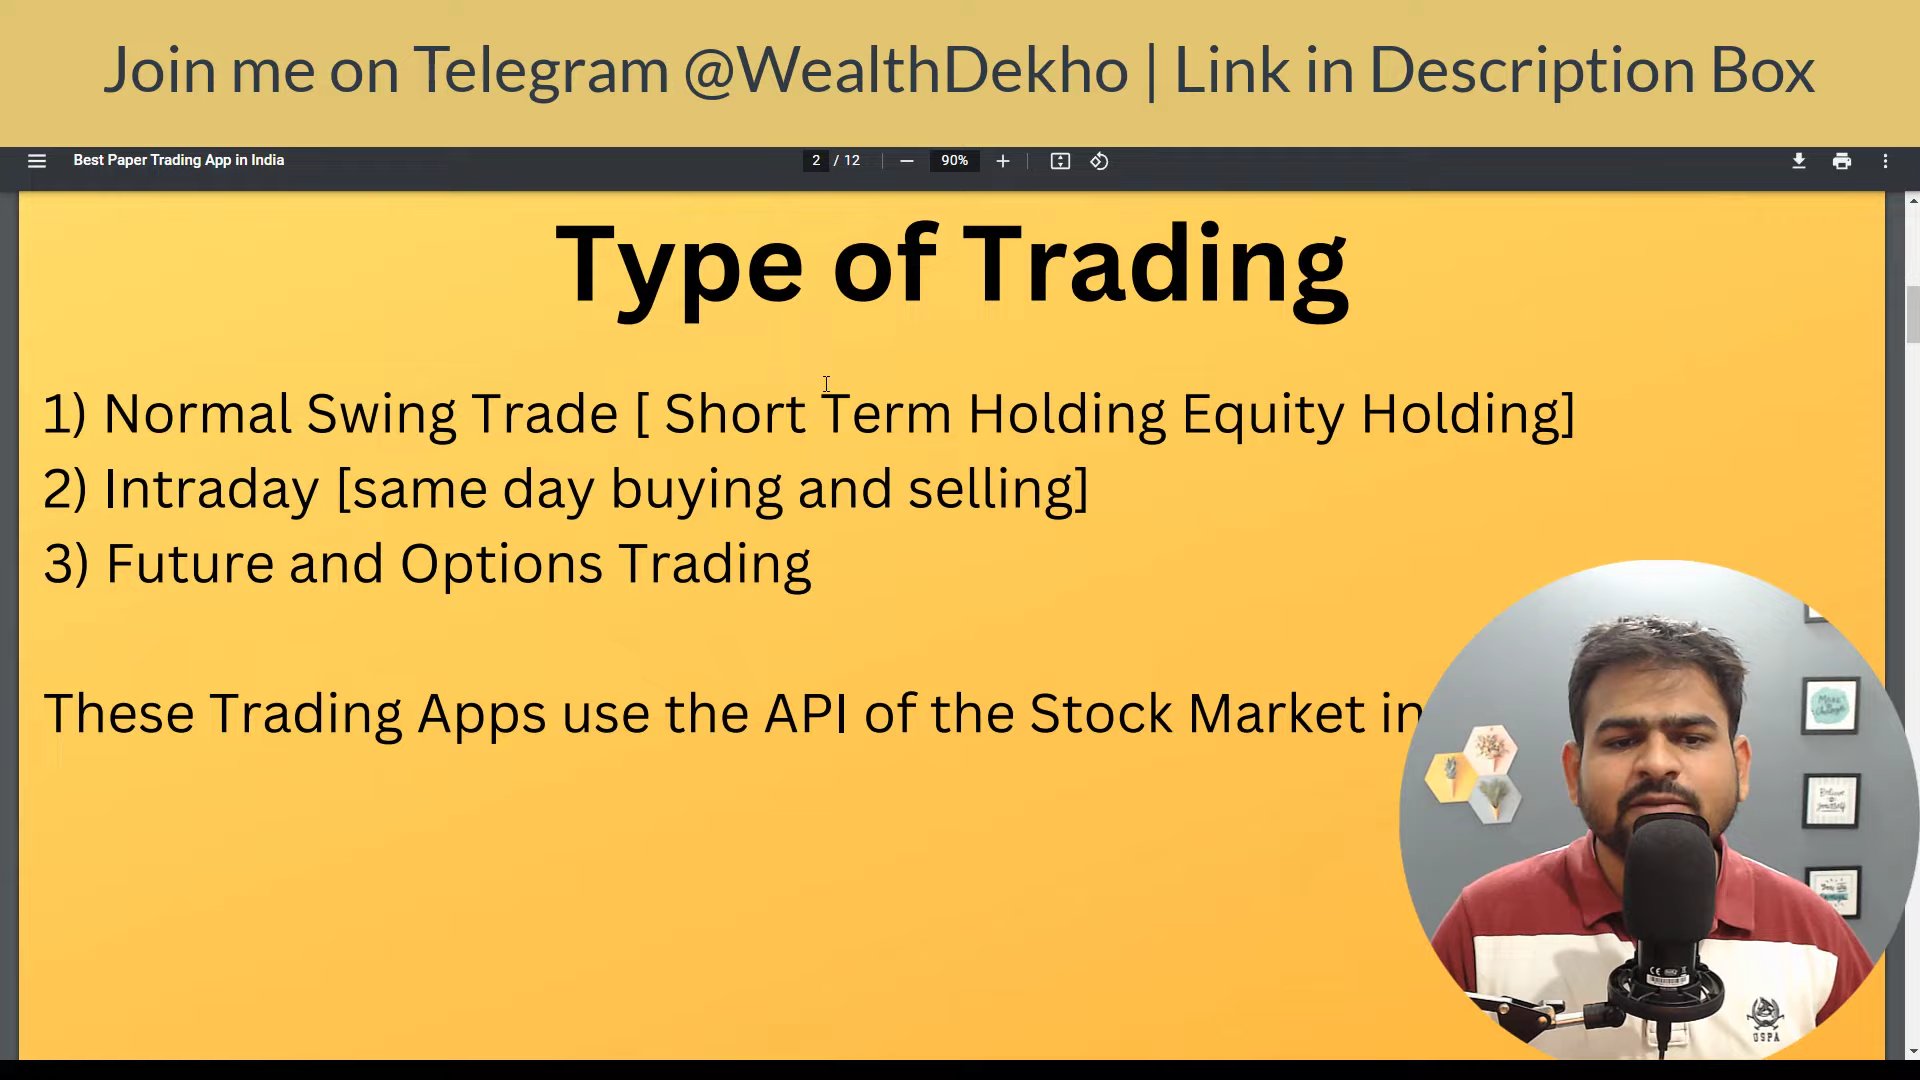 Join me on Telegram @WealthDekho | Link in Description Box
Best Paper Trading App in India
2 / 12
90%
Type of Trading
1) Normal Swing Trade [ Short Term Holding Equity Holding]
2) Intraday [same day buying and selling]
3) Future and Options Trading
These Trading Apps use the API of the Stock Market in
USPA